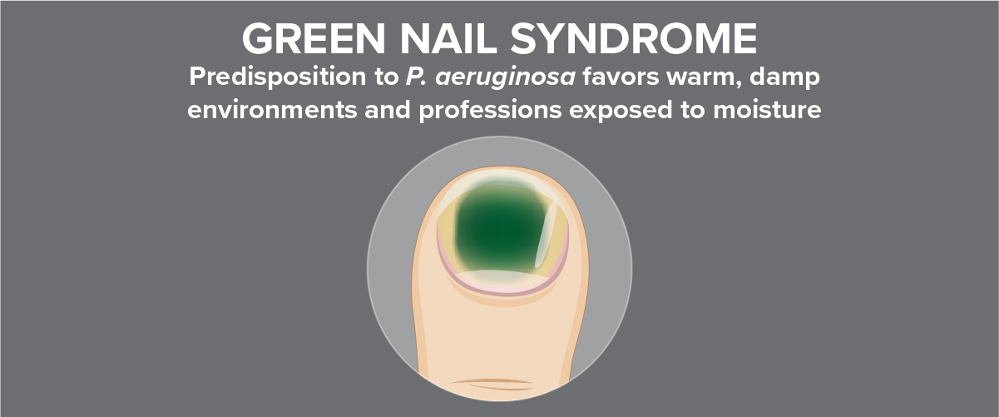 GREEN NAIL SYNDROME
Predisposition to P. aeruginosa favors warm, damp
environments and professions exposed to moisture